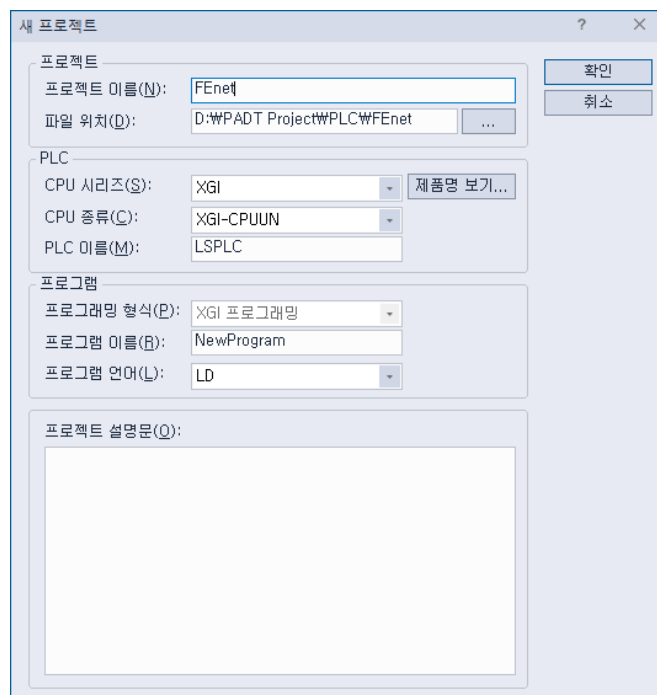 새 프로젝트
? ×
프로젝트
프로젝트 이름(N): FEnet
파일 위치(D): D:₩PADT Project₩PLC₩FEnet ...
확인
취소
PLC
CPU 시리즈(S): XGI 제품명 보기...
CPU 종류(C): XGI-CPUUN
PLC 이름(M): LSPLC
프로그램
프로그래밍 형식(P): XGI 프로그래밍
프로그램 이름(R): NewProgram
프로그램 언어(L): LD
프로젝트 설명문(O):